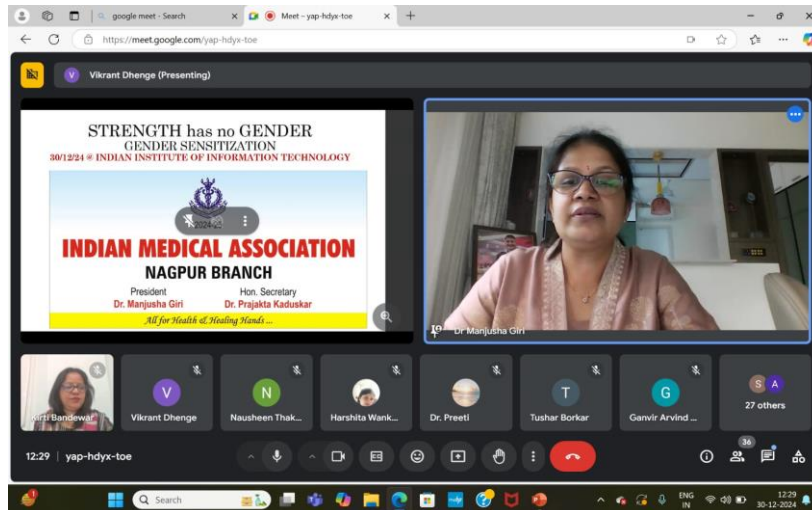 google meet - Search
Meet – yap-hdyx-toe
https://meet.google.com/yap-hdyx-toe
V Vikrant Dhenge (Presenting)
STRENGTH has no GENDER
GENDER SENSITIZATION
30/12/24 @ INDIAN INSTITUTE OF INFORMATION TECHNOLOGY
2024-25
INDIAN MEDICAL ASSOCIATION
NAGPUR BRANCH
President Hon. Secretary
Dr. Manjusha Giri Dr. Prajakta Kaduskar
All for Health & Healing Hands ...
Dr Manjusha Giri
Kirti Bandewar
V
Vikrant Dhenge
N
Nausheen Thak...
Harshita Wank...
Dr. Preeti
T
Tushar Borkar
G
Ganvir Arvind ...
S A
27 others
12:29 | yap-hdyx-toe
36
Search
ENG
IN
12:29
30-12-2024